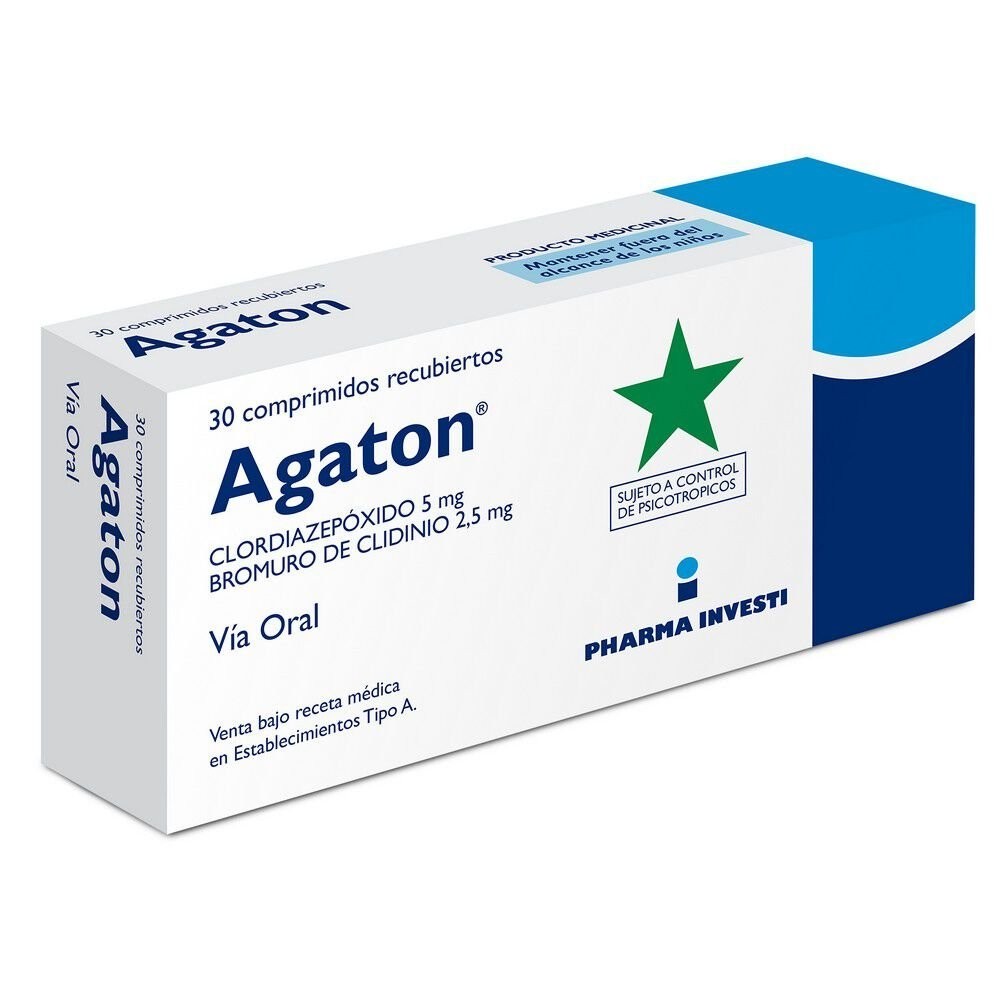 30 comprimidos recubiertos
Agaton
PRODUCTO MEDICINAL
Mantener fuera del
alcance de los niños
30 comprimidos recubiertos
Agaton
Vía Oral
30 comprimidos recubiertos
Agaton®
CLORDIAZEPÓXIDO 5 mg
BROMURO DE CLIDINIO 2,5 mg
Vía Oral
Venta bajo receta médica
en Establecimientos Tipo A.
SUJETO A CONTROL
DE PSICOTROPICOS
PHARMA INVESTI